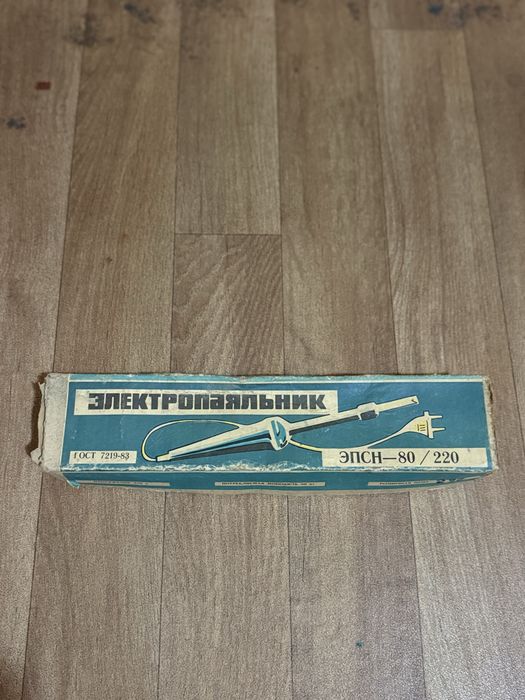 ЭЛЕКТРОПАЯЛЬНИК
ГОСТ 7219-83
ЭПСН—80 / 220